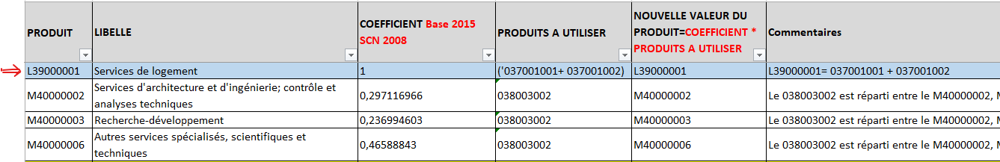 PRODUIT LIBELLE COEFFICIENT Base 2015 SCN 2008 PRODUITS A UTILISER NOUVELLE VALEUR DU PRODUIT=COEFFICIENT * PRODUITS A UTILISER Commentaires
L39000001 Services de logement 1 ('037001001+ 037001002) L39000001 L39000001= 037001001 + 037001002
M40000002 Services d'architecture et d'ingénierie; contrôle et analyses techniques 0,297116966 038003002 M40000002 Le 038003002 est réparti entre le M40000002, M
M40000003 Recherche-développement 0,236994603 038003002 M40000003 Le 038003002 est réparti entre le M40000002, M
M40000006 Autres services spécialisés, scientifiques et techniques 0,46588843 038003002 M40000006 Le 038003002 est réparti entre le M40000002, M